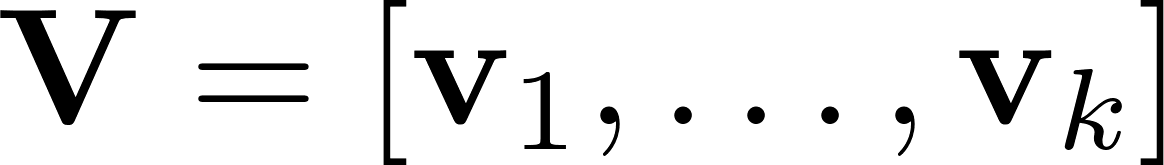 𝐕 = [𝐯₁, . . . , 𝐯ₖ]